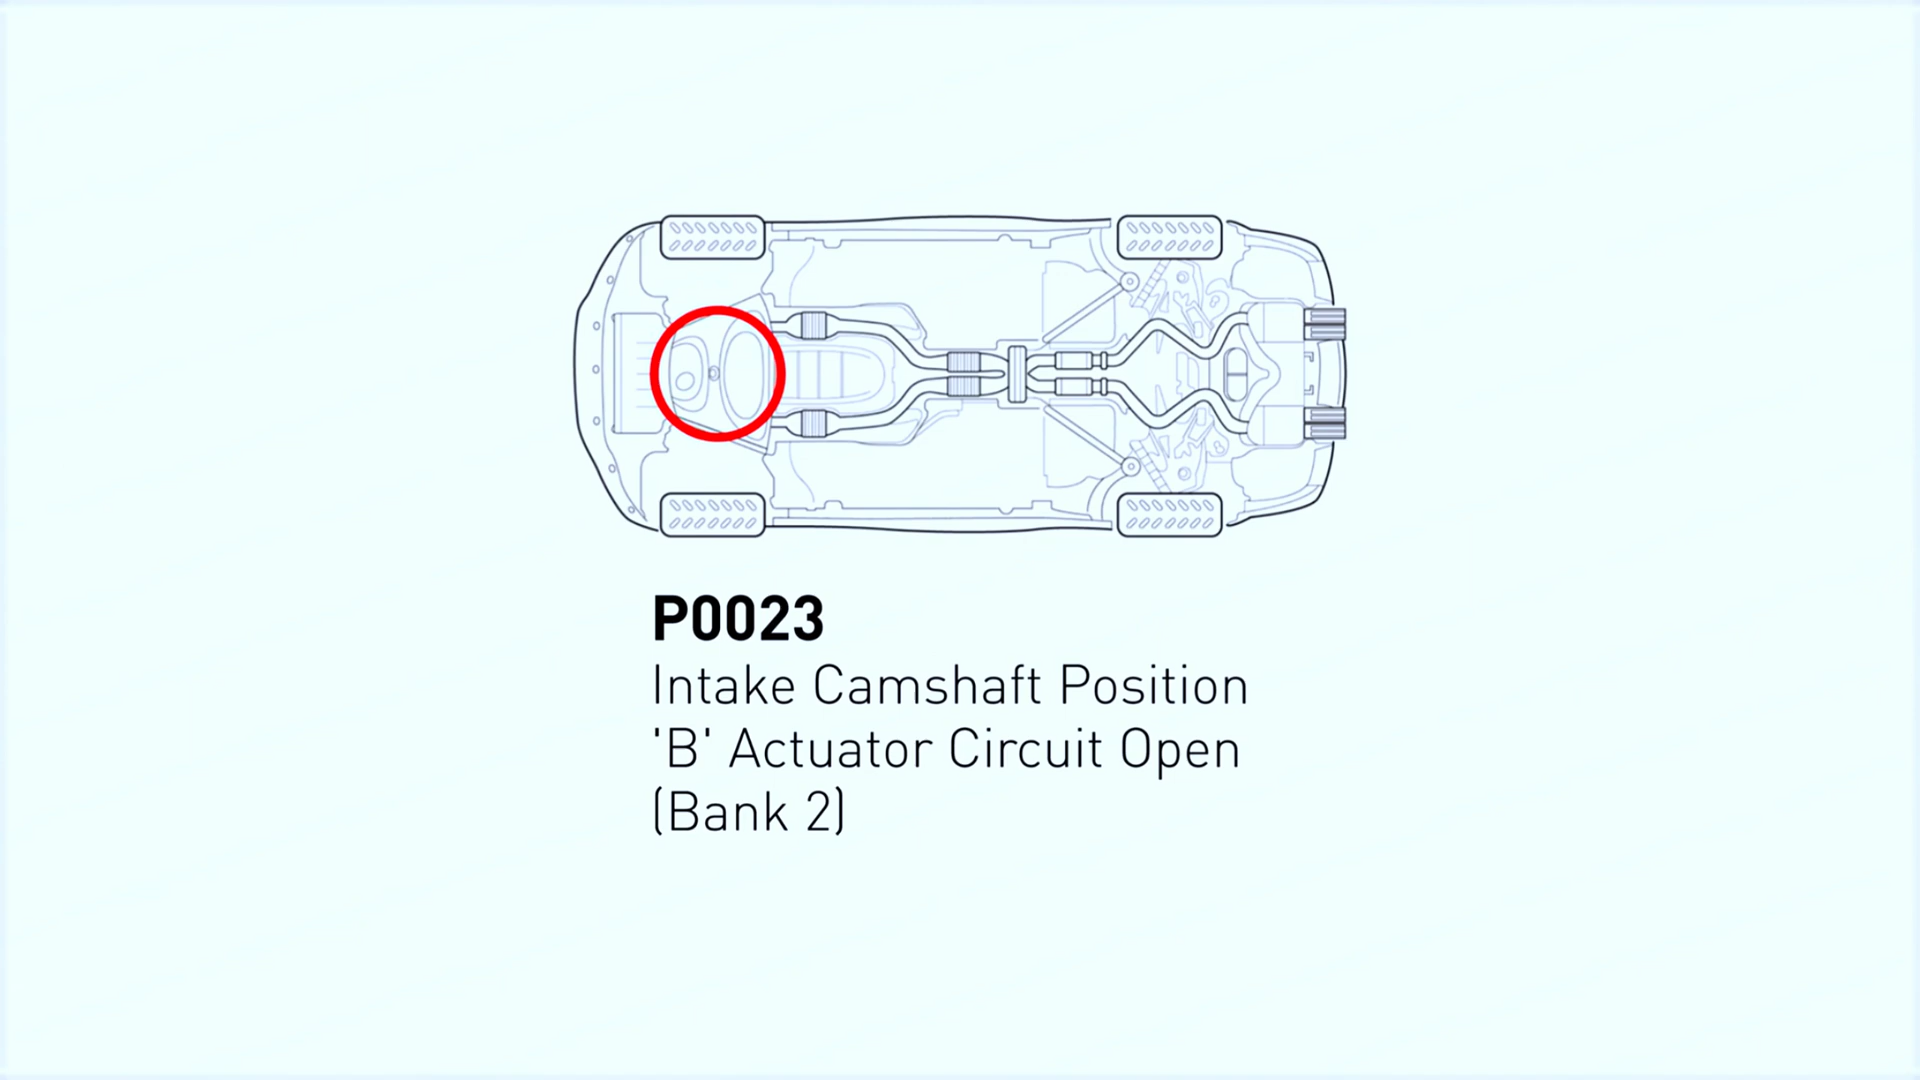 P0023
Intake Camshaft Position
'B' Actuator Circuit Open
(Bank 2)